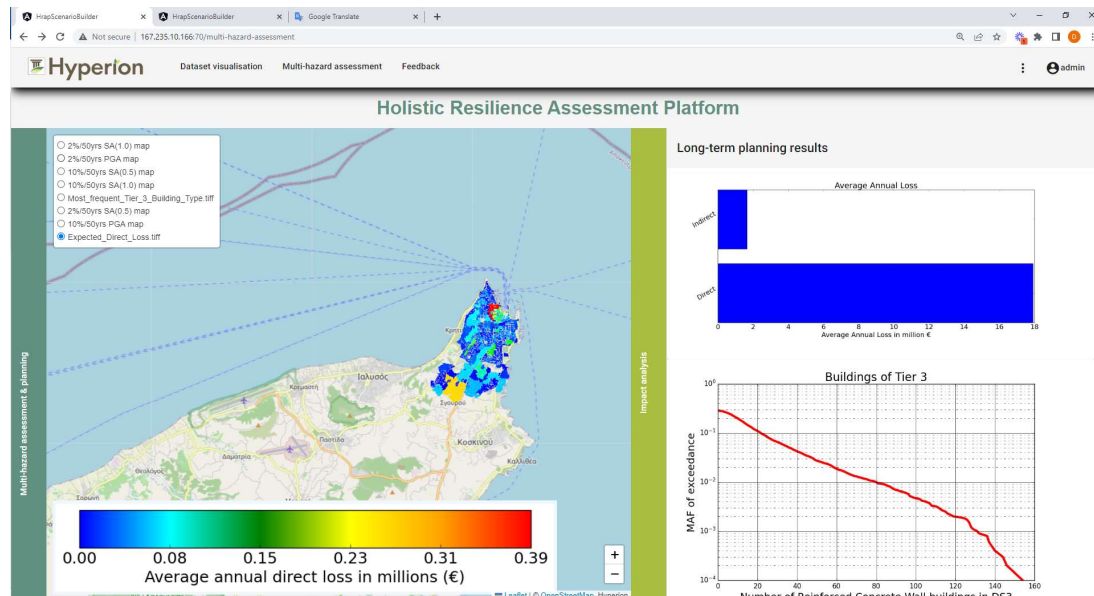 HrapScenarioBuilder
HrapScenarioBuilder
Google Translate
Not secure | 167.235.10.166:70/multi-hazard-assessment
Hyperion
Dataset visualisation
Multi-hazard assessment
Feedback
admin
Holistic Resilience Assessment Platform
2%/50yrs SA(1.0) map
2%/50yrs PGA map
10%/50yrs SA(0.5) map
10%/50yrs SA(1.0) map
Most_frequent_Tier_3_Building_Type.tiff
2%/50yrs SA(0.5) map
10%/50yrs PGA map
Expected_Direct_Loss.tiff
Multi-hazard assessment & planning
Ιαλυσός
Κρεμαστή
Παστίδα
Δαματριά
Θεολόγος
Σορωνή
Σγουρού
Κοσκινού
Καλλιθέα
0.00 0.08 0.15 0.23 0.31 0.39
Average annual direct loss in millions (€)
+
−
Leaflet | © OpenStreetMap, Hyperion
Impact analysis
Long-term planning results
Average Annual Loss
Indirect
Direct
0 2 4 6 8 10 12 14 16 18
Average Annual Loss in million €
Buildings of Tier 3
MAF of exceedance
10⁰
10⁻¹
10⁻²
10⁻³
10⁻⁴
0 20 40 60 80 100 120 140 160
Number of Reinforced Concrete Wall buildings in DS3